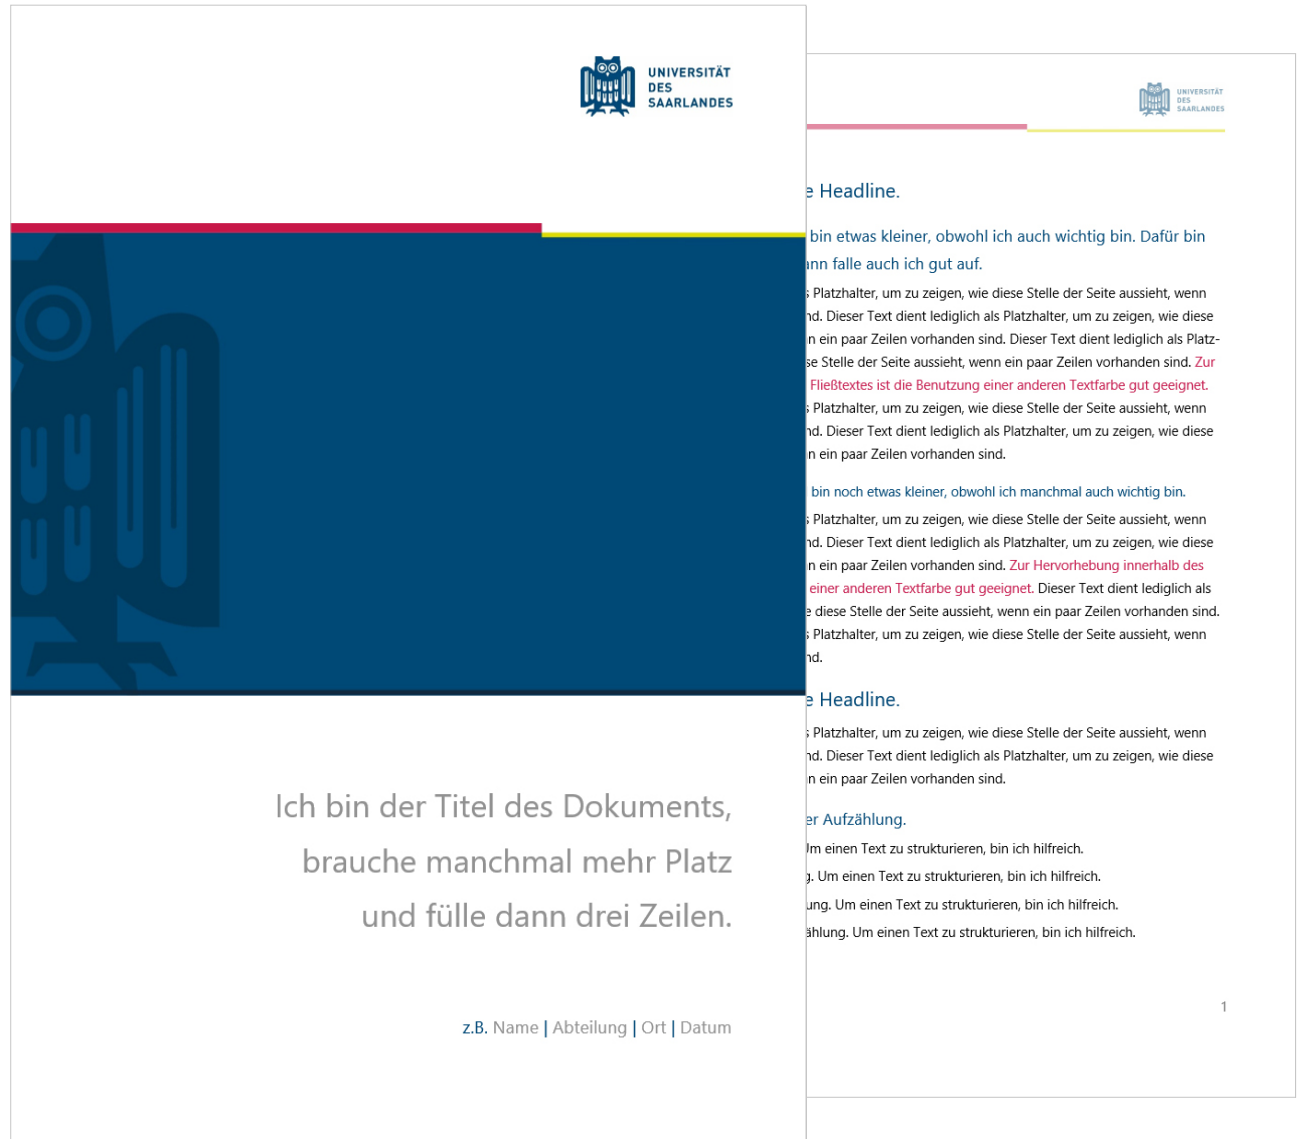 UNIVERSITÄT
DES
SAARLANDES
Ich bin der Titel des Dokuments,
brauche manchmal mehr Platz
und fülle dann drei Zeilen.
z.B. Name | Abteilung | Ort | Datum
UNIVERSITÄT
DES
SAARLANDES
Headline.
bin etwas kleiner, obwohl ich auch wichtig bin. Dafür bin
falle auch ich gut auf.
Platzhalter, um zu zeigen, wie diese Stelle der Seite aussieht, wenn
Dieser Text dient lediglich als Platzhalter, um zu zeigen, wie diese
ein paar Zeilen vorhanden sind. Dieser Text dient lediglich als Platz-
Stelle der Seite aussieht, wenn ein paar Zeilen vorhanden sind. Zur
Fließtextes ist die Benutzung einer anderen Textfarbe gut geeignet.
Platzhalter, um zu zeigen, wie diese Stelle der Seite aussieht, wenn
Dieser Text dient lediglich als Platzhalter, um zu zeigen, wie diese
ein paar Zeilen vorhanden sind.
bin noch etwas kleiner, obwohl ich manchmal auch wichtig bin.
Platzhalter, um zu zeigen, wie diese Stelle der Seite aussieht, wenn
Dieser Text dient lediglich als Platzhalter, um zu zeigen, wie diese
ein paar Zeilen vorhanden sind. Zur Hervorhebung innerhalb des
einer anderen Textfarbe gut geeignet. Dieser Text dient lediglich als
diese Stelle der Seite aussieht, wenn ein paar Zeilen vorhanden sind.
Platzhalter, um zu zeigen, wie diese Stelle der Seite aussieht, wenn
Headline.
Platzhalter, um zu zeigen, wie diese Stelle der Seite aussieht, wenn
Dieser Text dient lediglich als Platzhalter, um zu zeigen, wie diese
ein paar Zeilen vorhanden sind.
Aufzählung.
Um einen Text zu strukturieren, bin ich hilfreich.
Um einen Text zu strukturieren, bin ich hilfreich.
Um einen Text zu strukturieren, bin ich hilfreich.
Um einen Text zu strukturieren, bin ich hilfreich.
1